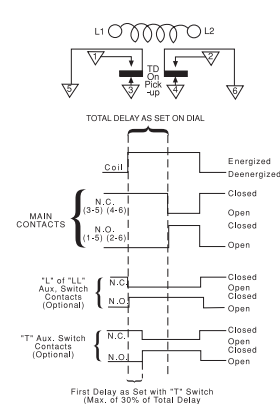 L1 L2
1 2
TD
On
Pick
-up
5 3 4 6
TOTAL DELAY AS SET ON DIAL
Coil
Energized
Deenergized
MAIN
CONTACTS
N.C.
(3-5) (4-6)
Closed
Open
N.O.
(1-5) (2-6)
Closed
Open
"L" of "LL"
Aux. Switch
Contacts
(Optional)
N.C.
Closed
Open
N.O.
Closed
Open
"T" Aux. Switch
Contacts
(Optional)
N.C.
Closed
Open
N.O.
Closed
Open
First Delay as Set with "T" Switch
(Max. of 30% of Total Delay